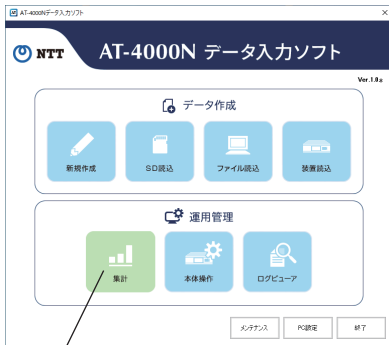 AT-4000Nデータ入力ソフト
NTT
AT-4000N データ入力ソフト
Ver.1.0.x
データ作成
新規作成
SD読込
ファイル読込
装置読込
運用管理
集計
本体操作
ログビューア
メンテナンス
PC設定
終了